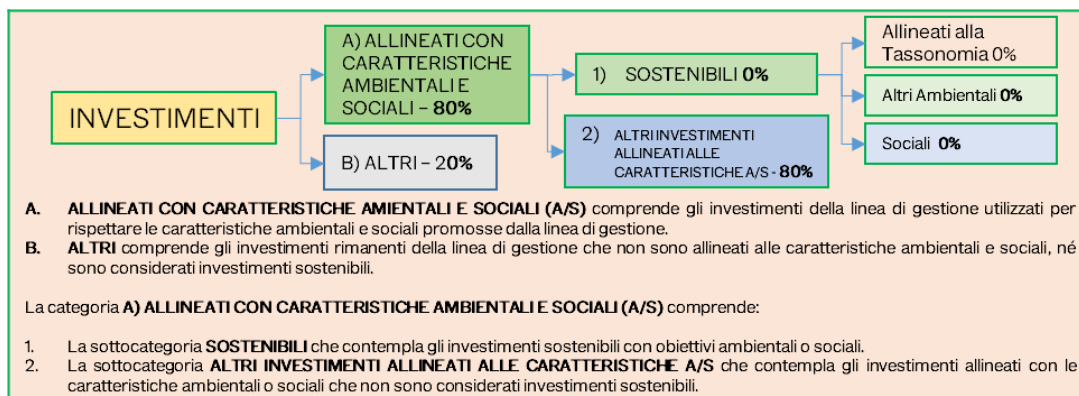 INVESTIMENTI
A) ALLINEATI CON
CARATTERISTICHE
AMBIENTALI E
SOCIALI – 80%
B) ALTRI – 20%
1) SOSTENIBILI 0%
2) ALTRI INVESTIMENTI
ALLINEATI ALLE
CARATTERISTICHE A/S - 80%
Allineati alla
Tassonomia 0%
Altri Ambientali 0%
Sociali 0%
A. ALLINEATI CON CARATTERISTICHE AMIENTALI E SOCIALI (A/S) comprende gli investimenti della linea di gestione utilizzati per
rispettare le caratteristiche ambientali e sociali promosse dalla linea di gestione.
B. ALTRI comprende gli investimenti rimanenti della linea di gestione che non sono allineati alle caratteristiche ambientali e sociali, né
sono considerati investimenti sostenibili.
La categoria A) ALLINEATI CON CARATTERISTICHE AMBIENTALI E SOCIALI (A/S) comprende:
1. La sottocategoria SOSTENIBILI che contempla gli investimenti sostenibili con obiettivi ambientali o sociali.
2. La sottocategoria ALTRI INVESTIMENTI ALLINEATI ALLE CARATTERISTICHE A/S che contempla gli investimenti allineati con le
caratteristiche ambientali o sociali che non sono considerati investimenti sostenibili.